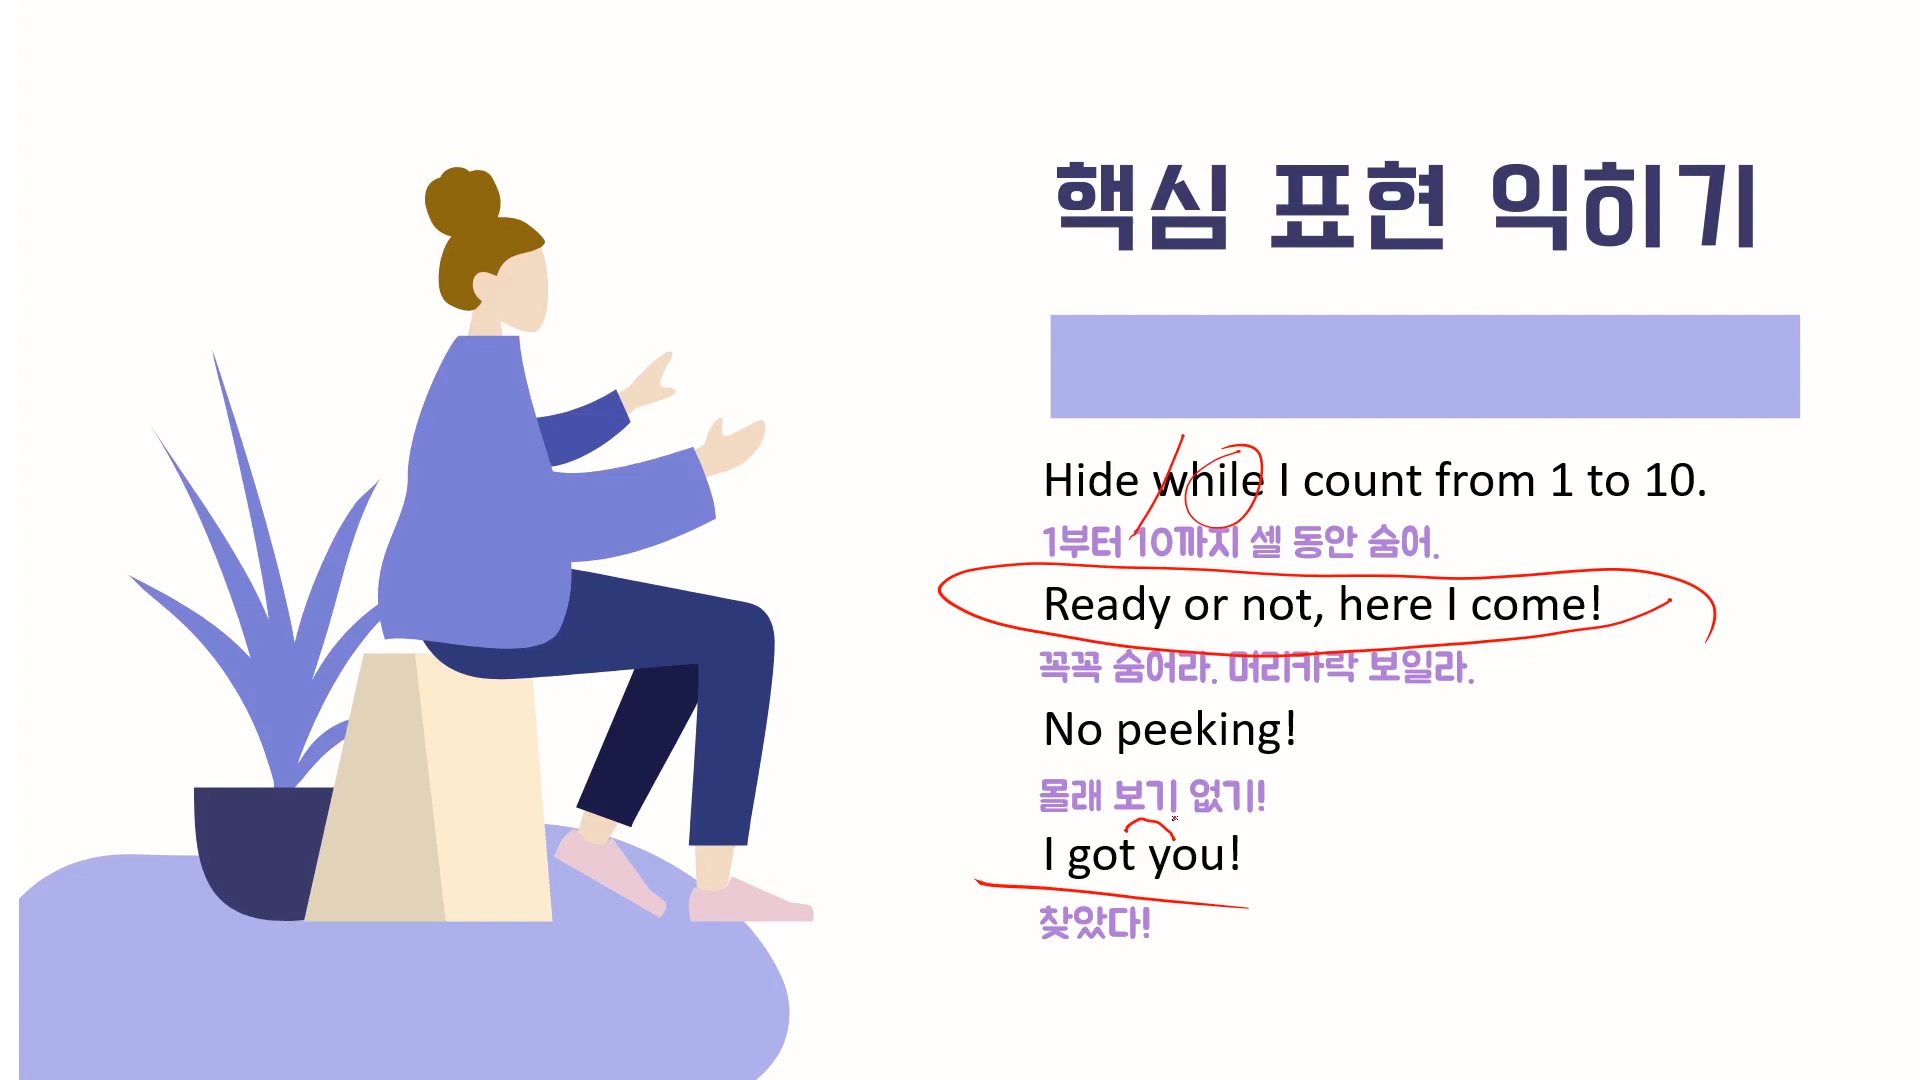 핵심 표현 익히기
Hide while I count from 1 to 10.
10
1부터 10까지 셀 동안 숨어.
Ready or not, here I come!
꼭꼭 숨어라. 머리카락 보일라.
No peeking!
몰래 보기 없기!
I got you!
찾았다!